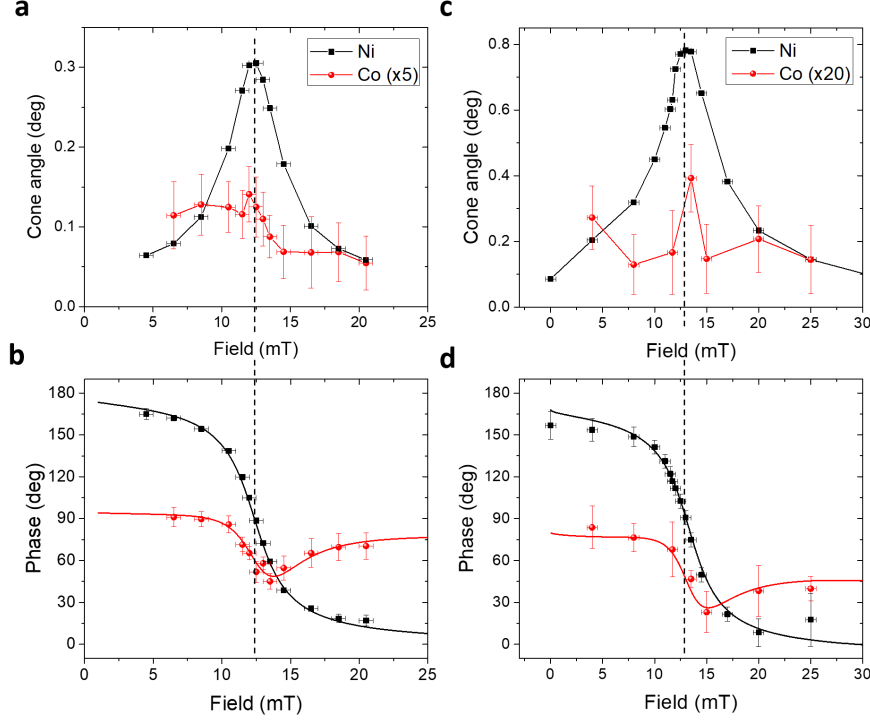 a
Ni
Co (x5)
Cone angle (deg)
0.3
0.2
0.1
0.0
0 5 10 15 20 25
Field (mT)
c
Ni
Co (x20)
Cone angle (deg)
0.8
0.6
0.4
0.2
0.0
0 5 10 15 20 25 30
Field (mT)
b
Phase (deg)
180
150
120
90
60
30
0
0 5 10 15 20 25
Field (mT)
d
Phase (deg)
180
150
120
90
60
30
0
0 5 10 15 20 25 30
Field (mT)